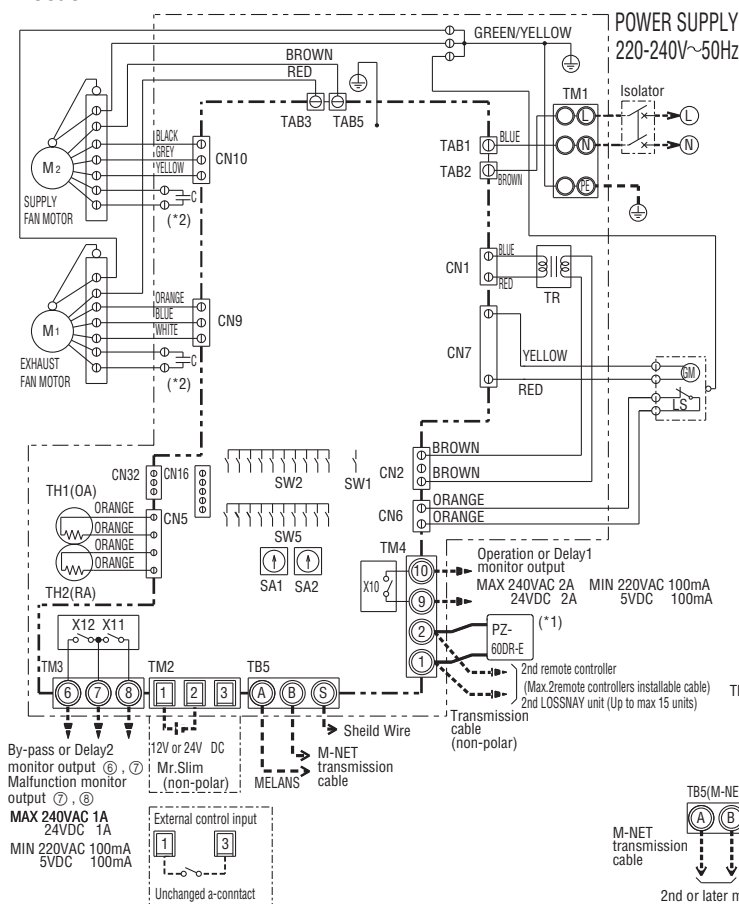 POWER SUPPLY
220-240V~50Hz
GREEN/YELLOW
BROWN
RED
TAB3 TAB5
TM1
Isolator
L
N
PE
L
N
TAB1
BLUE
TAB2
BROWN
BLACK
GREY
YELLOW
CN10
M2
SUPPLY
FAN MOTOR
C
(*2)
ORANGE
BLUE
WHITE
CN9
M1
EXHAUST
FAN MOTOR
C
(*2)
CN1
BLUE
RED
TR
CN7
YELLOW
RED
GM
LS
CN2
BROWN
BROWN
CN6
ORANGE
ORANGE
CN32
CN16
SW2
SW1
SW5
SA1 SA2
TH1(OA)
ORANGE
ORANGE
ORANGE
ORANGE
CN5
TH2(RA)
TM4
X10
10
9
2
1
Operation or Delay1
monitor output
MAX 240VAC 2A MIN 220VAC 100mA
24VDC 2A 5VDC 100mA
PZ-
60DR-E
(*1)
2nd remote controller
(Max.2remote controllers installable cable)
2nd LOSSNAY unit (Up to max 15 units)
Transmission
cable
(non-polar)
X12 X11
TM3
6 7 8
TM2
1 2 3
TB5
A B S
Sheild Wire
M-NET
transmission
cable
MELANS
12V or 24V DC
Mr.Slim
(non-polar)
By-pass or Delay2
monitor output ⑥ , ⑦
Malfunction monitor
output ⑦ , ⑧
MAX 240VAC 1A
24VDC 1A
MIN 220VAC 100mA
5VDC 100mA
External control input
1 3
Unchanged a-conntact
TB5(M-NE
A B
M-NET
transmission
cable
2nd or later m